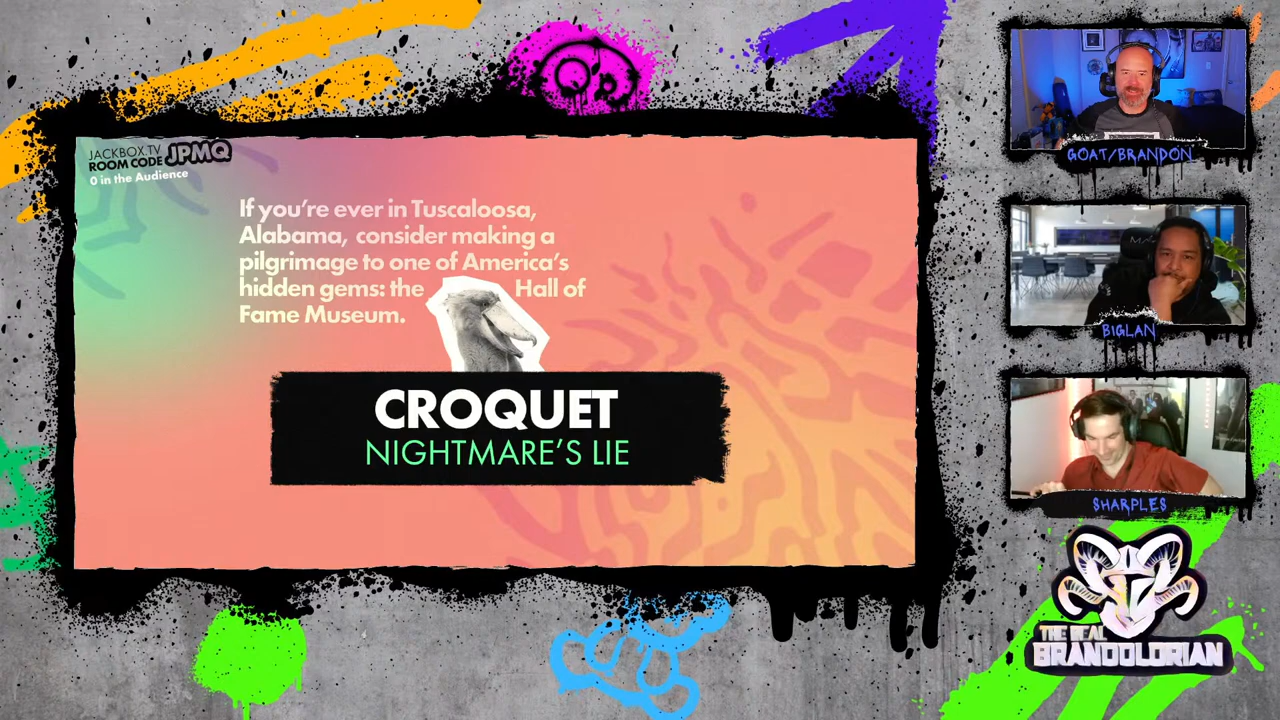 JACKBOX.TV
ROOM CODE JPMQ
0 in the Audience
If you're ever in Tuscaloosa,
Alabama, consider making a
pilgrimage to one of America's
hidden gems: the Hall of
Fame Museum.
CROQUET
NIGHTMARE'S LIE
GOAT/BRANDON
BIGLAN
SHARPLES
THE REAL
BRANDOLORIAN